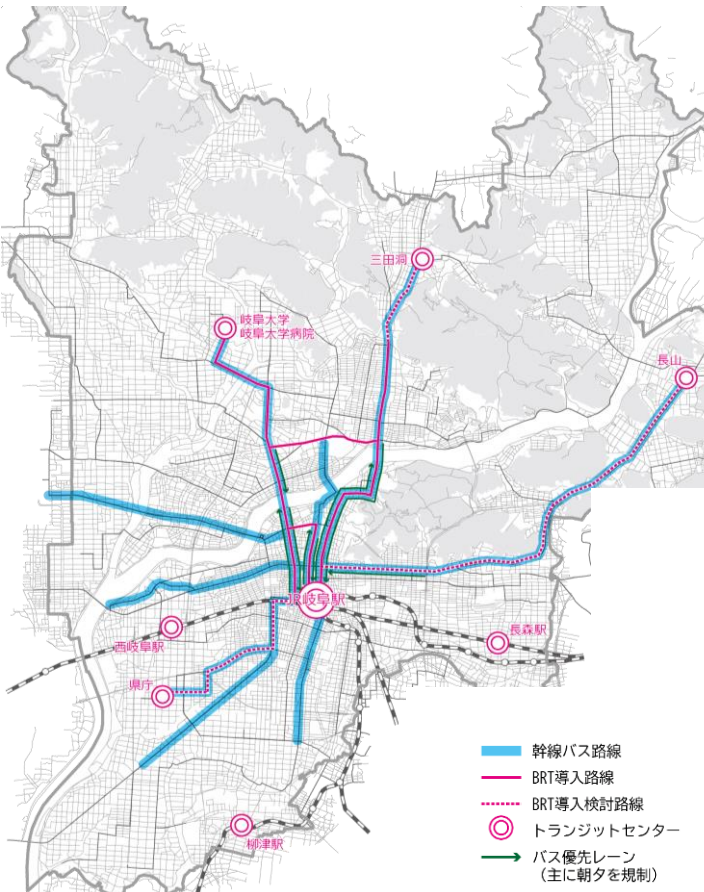 三田洞
岐阜大学
岐阜大学病院
長山
JR岐阜駅
長森駅
西岐阜駅
県庁
柳津駅
幹線バス路線
BRT導入路線
BRT導入検討路線
トランジットセンター
バス優先レーン
（主に朝夕を規制）